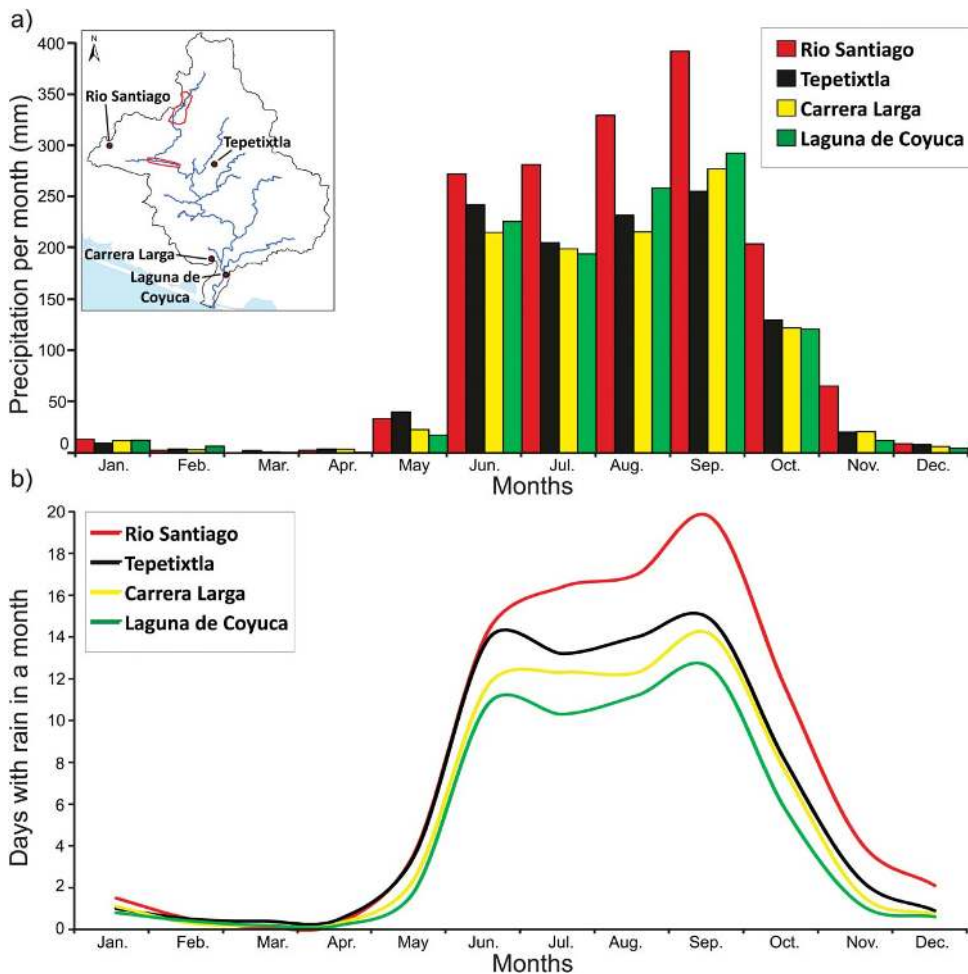 a)
Precipitation per month (mm)
400
350
300
250
200
150
100
50
0
N
Rio Santiago
Tepetixtla
Carrera Larga
Laguna de
Coyuca
Rio Santiago
Tepetixtla
Carrera Larga
Laguna de Coyuca
Jan. Feb. Mar. Apr. May Jun. Jul. Aug. Sep. Oct. Nov. Dec.
Months
b)
Days with rain in a month
20
18
16
14
12
10
8
6
4
2
0
Rio Santiago
Tepetixtla
Carrera Larga
Laguna de Coyuca
Jan. Feb. Mar. Apr. May Jun. Jul. Aug. Sep. Oct. Nov. Dec.
Months